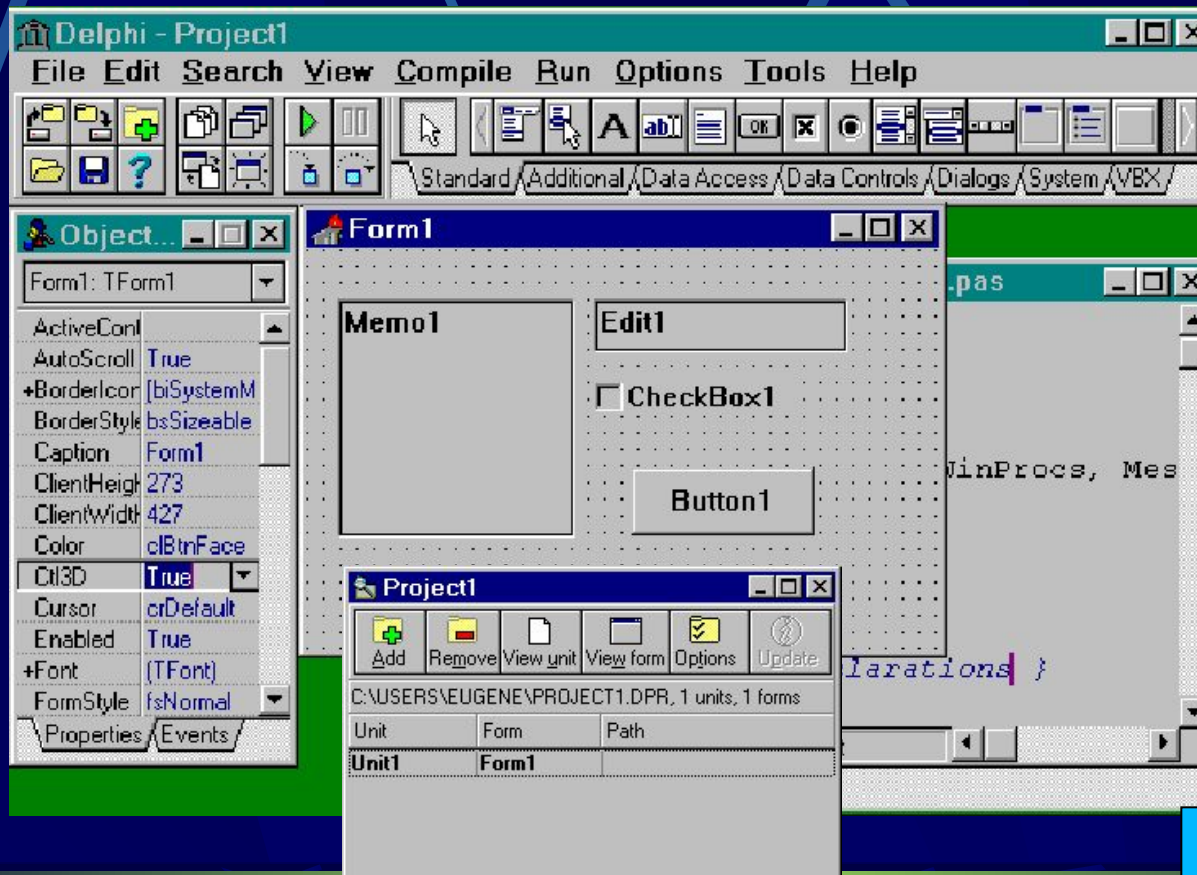 Delphi - Project1
File Edit Search View Compile Run Options Tools Help
OK
Standard Additional Data Access Data Controls Dialogs System VBX
Object...
Form1: TForm1
ActiveCont
AutoScroll True
+BorderIcon [biSystemM
BorderStyle bsSizeable
Caption Form1
ClientHeigh 273
ClientWidth 427
Color clBtnFace
Ctl3D True
Cursor crDefault
Enabled True
+Font (TFont)
FormStyle fsNormal
Properties Events
Form1
Memo1
Edit1
CheckBox1
Button1
.pas
WinProcs, Mes
larations }
Project1
Add Remove View unit View form Options Update
C:\USERS\EUGENE\PROJECT1.DPR, 1 units, 1 forms
Unit Form Path
Unit1 Form1